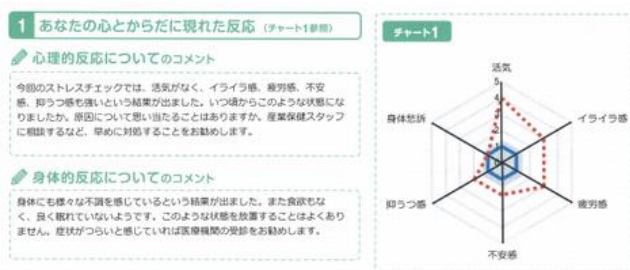 1 あなたの心とからだに現れた反応 (チャート1参照)
心理的反応についてのコメント
今回のストレスチェックでは、活気がなく、イライラ感、疲労感、不安
感、抑うつ感も強いという結果が出ました。いつ頃からこのような状態にな
りましたか。原因について思い当たることはありますか。産業保健スタッフ
に相談するなど、早めに対処することをお勧めします。
身体的反応についてのコメント
身体にも様々な不調を感じているという結果が出ました。また食欲もな
く、良く眠れていないようです。このような状態を放置することはよくあり
ません。症状がつらいと感じていれば医療機関の受診をお勧めします。
チャート1
活気
5
4
3
2
1
0
イライラ感
疲労感
不安感
抑うつ感
身体愁訴